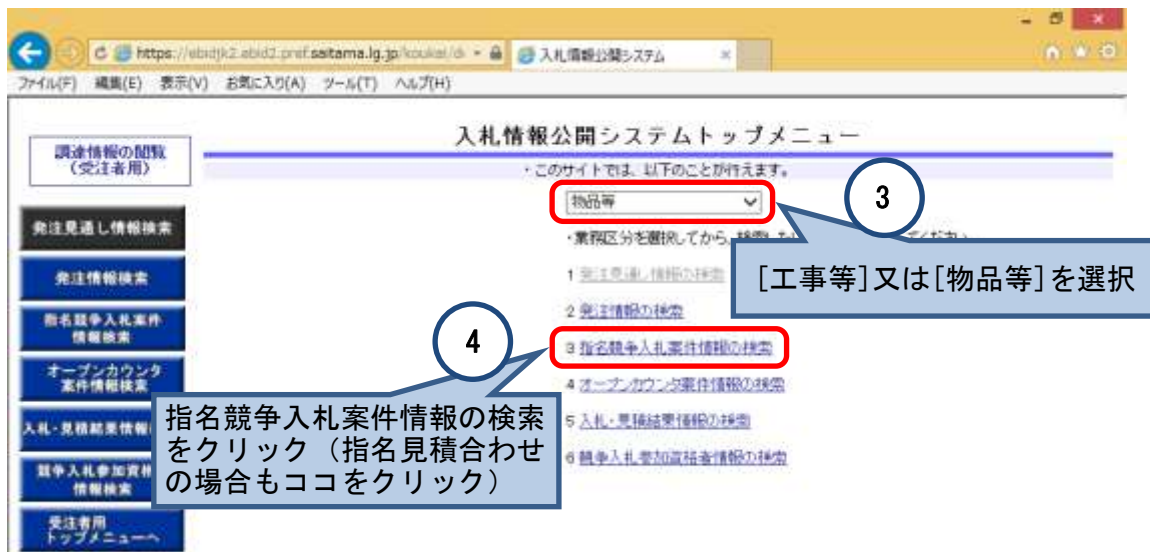 https://ebidjk2.ebid2.pref.saitama.lg.jp/koukai/do
入札情報公開システム
ファイル(F) 編集(E) 表示(V) お気に入り(A) ツール(T) ヘルプ(H)
調達情報の閲覧
(受注者用)
入札情報公開システムトップメニュー
・このサイトでは、以下のことが行えます。
物品等
3
・業務区分を選択してから、検索した
ください
[工事等]又は[物品等]を選択
発注見通し情報検索
発注情報検索
指名競争入札案件
情報検索
オープンカウンタ
案件情報検索
入札・見積結果情報
競争入札参加資格
情報検索
受注者用
トップメニューへ
1 発注見通し情報の検索
2 発注情報の検索
3 指名競争入札案件情報の検索
4 オープンカウンタ案件情報の検索
5 入札・見積結果情報の検索
6 競争入札参加資格者情報の検索
4
指名競争入札案件情報の検索
をクリック(指名見積合わせ
の場合もココをクリック)